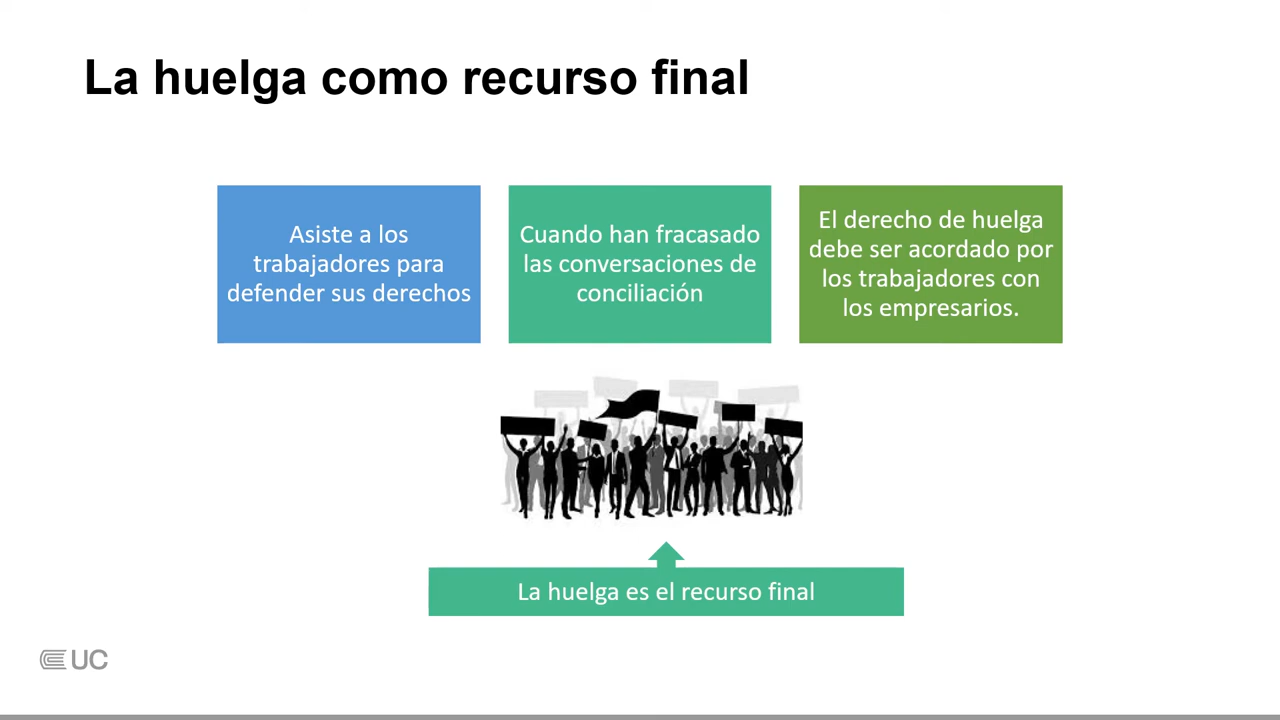 La huelga como recurso final
Asiste a los
trabajadores para
defender sus derechos
Cuando han fracasado
las conversaciones de
conciliación
El derecho de huelga
debe ser acordado por
los trabajadores con
los empresarios.
La huelga es el recurso final
UC